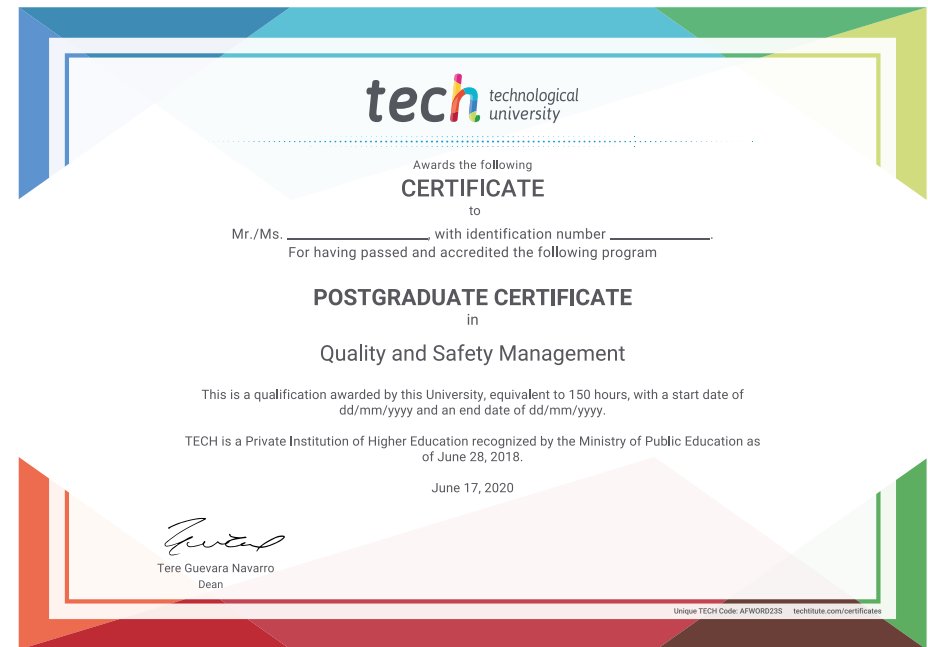 tech technological
university
Awards the following
CERTIFICATE
to
Mr./Ms. ____________________, with identification number ______________.
For having passed and accredited the following program
POSTGRADUATE CERTIFICATE
in
Quality and Safety Management
This is a qualification awarded by this University, equivalent to 150 hours, with a start date of
dd/mm/yyyy and an end date of dd/mm/yyyy.
TECH is a Private Institution of Higher Education recognized by the Ministry of Public Education as
of June 28, 2018.
June 17, 2020
Tere Guevara Navarro
Dean
Unique TECH Code: AFWORD23S techtitute.com/certificates